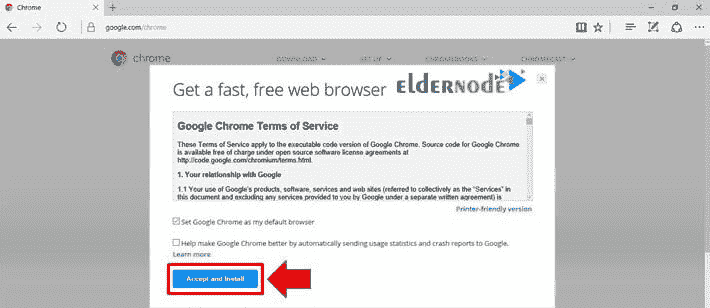 Chrome
google.com/chrome
chrome
DOWNLOAD
SET UP
CHROMEBOOKS
CHROMECAST
Get a fast, free web browser
ELDERNODE
Google Chrome Terms of Service
These Terms of Service apply to the executable code version of Google Chrome. Source code for Google Chrome
is available free of charge under open source software license agreements at
http://code.google.com/chromium/terms.html.
1. Your relationship with Google
1.1 Your use of Google's products, software, services and web sites (referred to collectively as the "Services" in
this document and excluding any services provided to you by Google under a separate written agreement) is
Printer-friendly version
Set Google Chrome as my default browser
Help make Google Chrome better by automatically sending usage statistics and crash reports to Google.
Learn more
Accept and Install